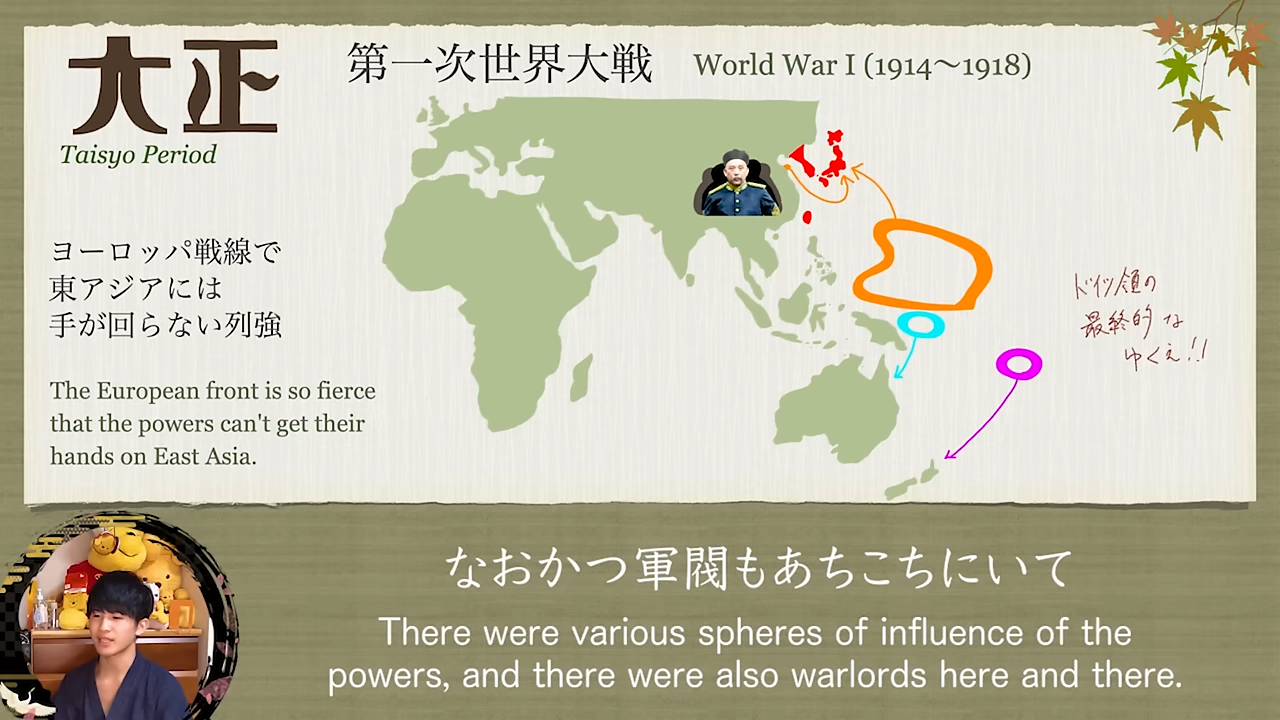 大正
Taisyo Period
第一次世界大戦 World War I (1914〜1918)
ヨーロッパ戦線で
東アジアには
手が回らない列強
The European front is so fierce
that the powers can't get their
hands on East Asia.
ドイツ領の
最終的な
ゆくえ!!
なおかつ軍閥もあちこちにいて
There were various spheres of influence of the
powers, and there were also warlords here and there.